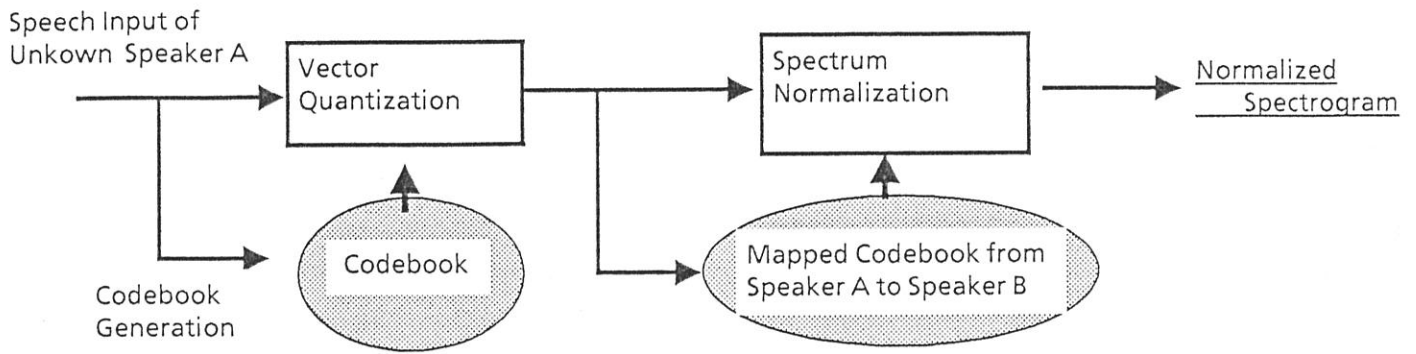 Speech Input of
Unkown Speaker A
Vector
Quantization
Spectrum
Normalization
Normalized
Spectrogram
Codebook
Mapped Codebook from
Speaker A to Speaker B
Codebook
Generation